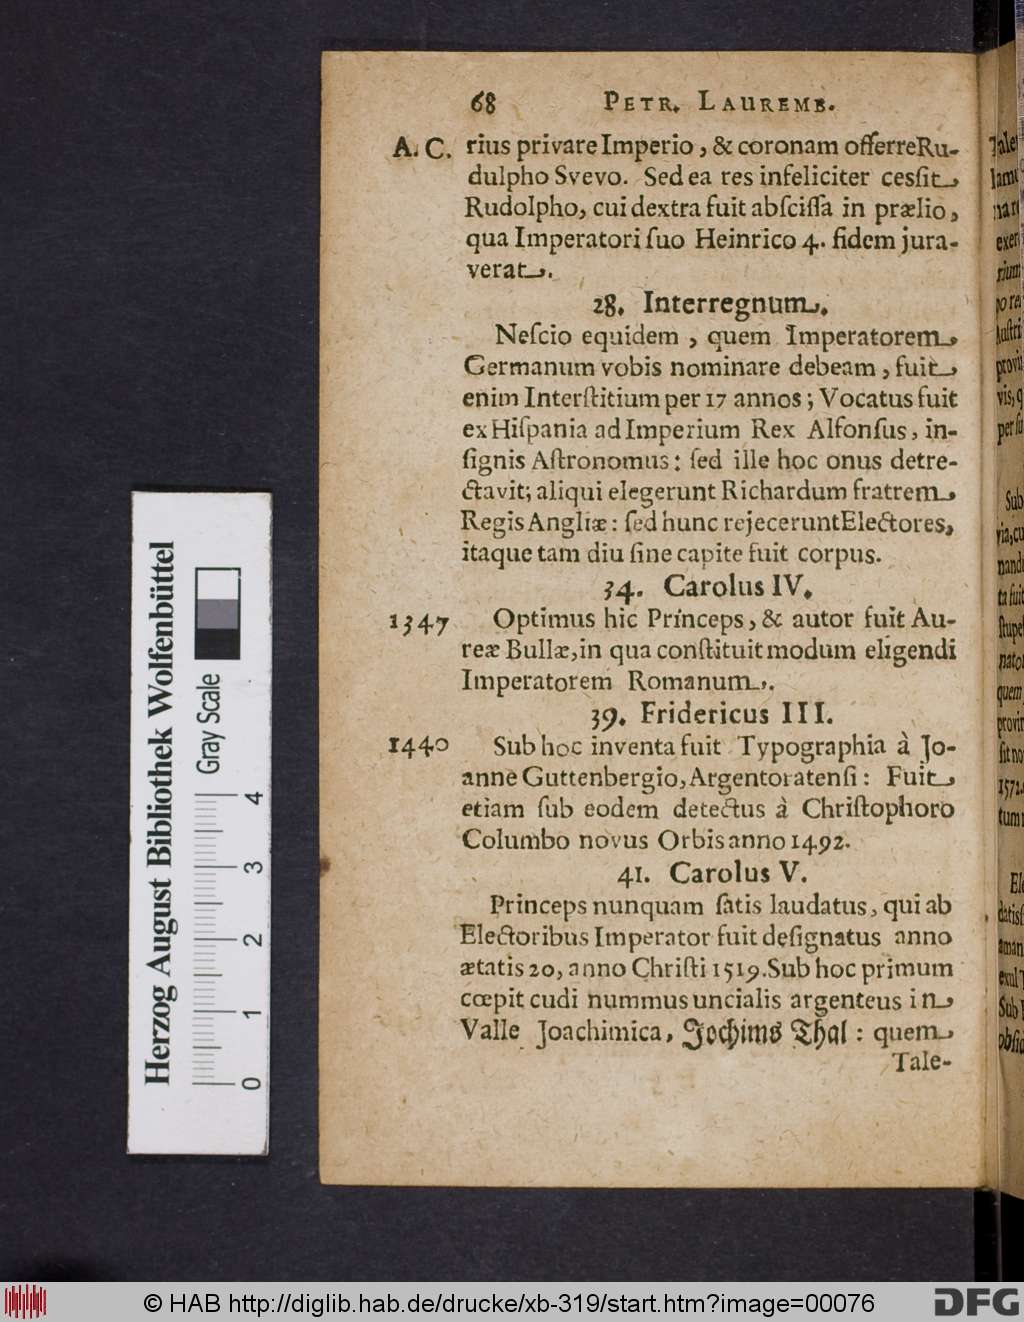 68 PETR. LAUREMB.
A. C. rius privare Imperio, & coronam offerre Ru-
dulpho Svevo. Sed ea res infeliciter cesſit
Rudolpho, cui dextra fuit abſciſſa in prælio,
qua Imperatori ſuo Heinrico 4. fidem jura-
verat.
28. Interregnum.
Neſcio equidem, quem Imperatorem
Germanum vobis nominare debeam, fuit
enim Interſtitium per 17 annos; Vocatus fuit
ex Hiſpania ad Imperium Rex Alfonſus, in-
ſignis Aſtronomus: ſed ille hoc onus detre-
ctavit; aliqui elegerunt Richardum fratrem
Regis Angliæ: ſed hunc rejecerunt Electores,
itaque tam diu ſine capite fuit corpus.
34. Carolus IV.
1347 Optimus hic Princeps, & autor fuit Au-
reæ Bullæ, in qua conſtituit modum eligendi
Imperatorem Romanum.
39. Fridericus III.
1440 Sub hoc inventa fuit Typographia à Jo-
anne Guttenbergio, Argentoratenſi: Fuit
etiam ſub eodem detectus à Chriſtophoro
Columbo novus Orbis anno 1492.
41. Carolus V.
Princeps nunquam ſatis laudatus, qui ab
Electoribus Imperator fuit deſignatus anno
ætatis 20, anno Chriſti 1519. Sub hoc primum
cœpit cudi nummus uncialis argenteus in
Valle Joachimica, Jochims Thal: quem
Tale-
Herzog August Bibliothek Wolfenbüttel
Gray Scale
0 1 2 3 4
© HAB http://diglib.hab.de/drucke/xb-319/start.htm?image=00076
DFG